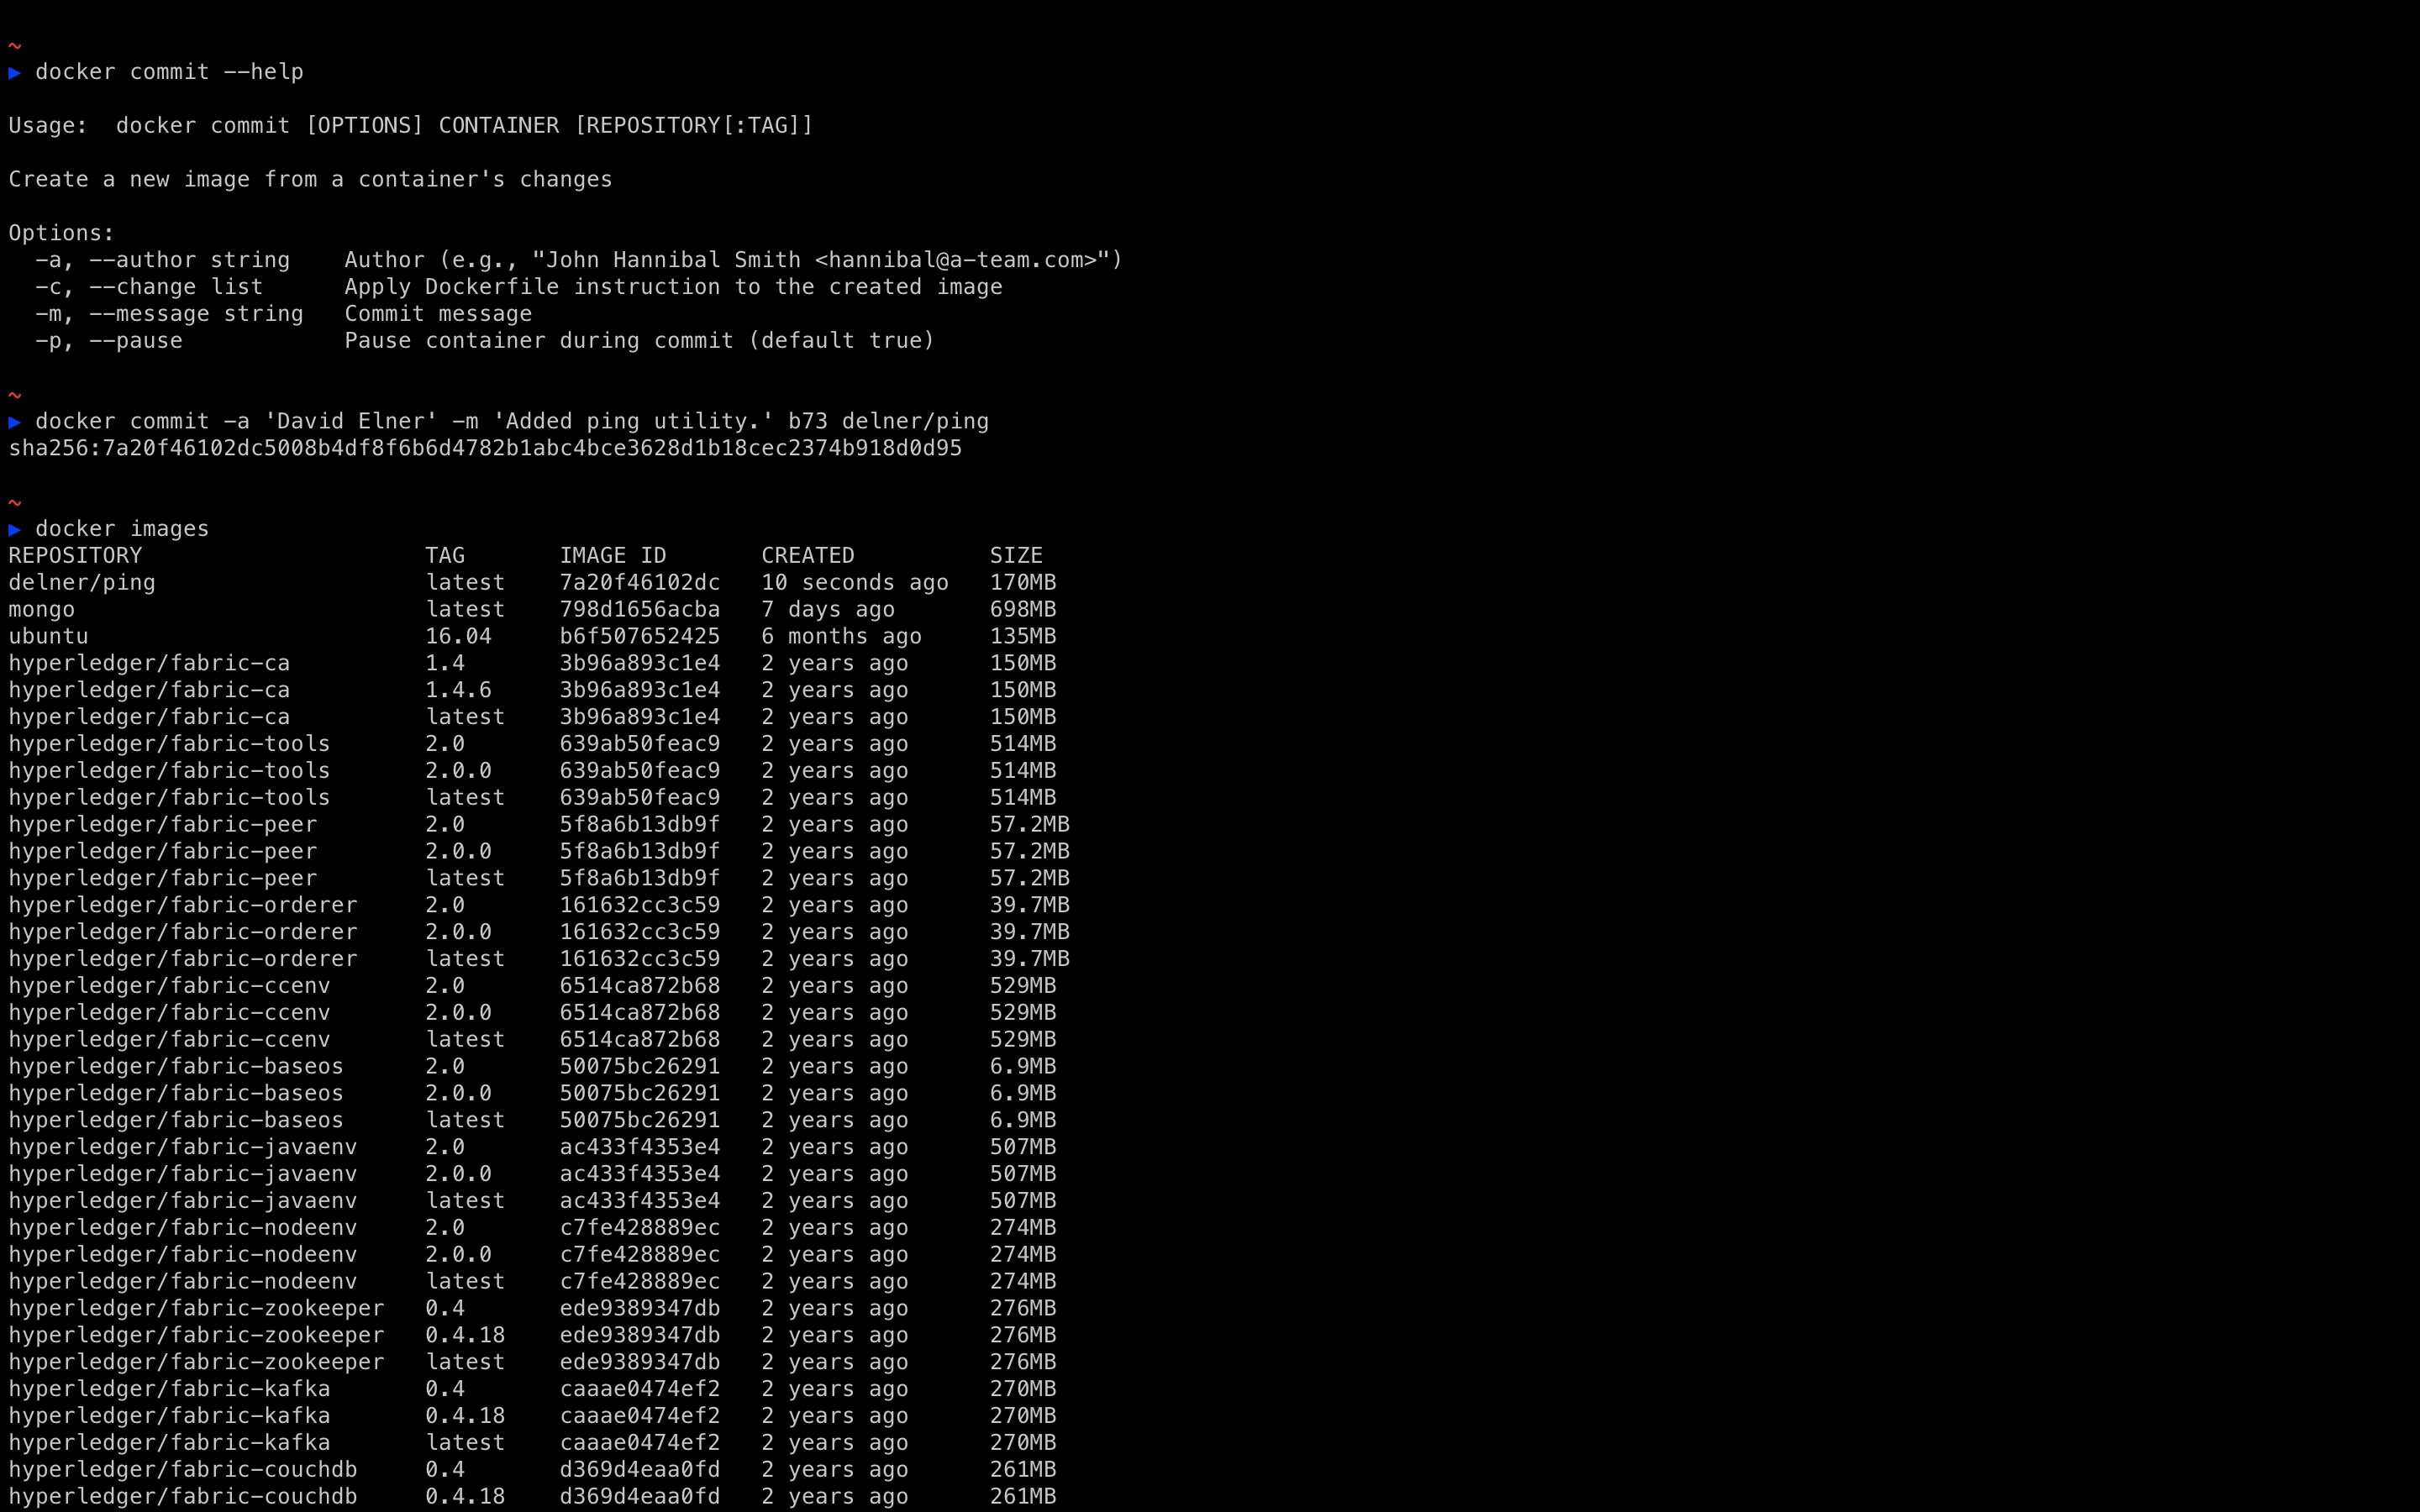 ~
▶ docker commit --help
Usage:  docker commit [OPTIONS] CONTAINER [REPOSITORY[:TAG]]
Create a new image from a container's changes
Options:
  -a, --author string    Author (e.g., "John Hannibal Smith <hannibal@a-team.com>")
  -c, --change list      Apply Dockerfile instruction to the created image
  -m, --message string   Commit message
  -p, --pause            Pause container during commit (default true)
~
▶ docker commit -a 'David Elner' -m 'Added ping utility.' b73 delner/ping
sha256:7a20f46102dc5008b4df8f6b6d4782b1abc4bce3628d1b18cec2374b918d0d95
~
▶ docker images
REPOSITORY                     TAG       IMAGE ID       CREATED          SIZE
delner/ping                    latest    7a20f46102dc   10 seconds ago   170MB
mongo                          latest    798d1656acba   7 days ago       698MB
ubuntu                         16.04     b6f507652425   6 months ago     135MB
hyperledger/fabric-ca          1.4       3b96a893c1e4   2 years ago      150MB
hyperledger/fabric-ca          1.4.6     3b96a893c1e4   2 years ago      150MB
hyperledger/fabric-ca          latest    3b96a893c1e4   2 years ago      150MB
hyperledger/fabric-tools       2.0       639ab50feac9   2 years ago      514MB
hyperledger/fabric-tools       2.0.0     639ab50feac9   2 years ago      514MB
hyperledger/fabric-tools       latest    639ab50feac9   2 years ago      514MB
hyperledger/fabric-peer        2.0       5f8a6b13db9f   2 years ago      57.2MB
hyperledger/fabric-peer        2.0.0     5f8a6b13db9f   2 years ago      57.2MB
hyperledger/fabric-peer        latest    5f8a6b13db9f   2 years ago      57.2MB
hyperledger/fabric-orderer     2.0       161632cc3c59   2 years ago      39.7MB
hyperledger/fabric-orderer     2.0.0     161632cc3c59   2 years ago      39.7MB
hyperledger/fabric-orderer     latest    161632cc3c59   2 years ago      39.7MB
hyperledger/fabric-ccenv       2.0       6514ca872b68   2 years ago      529MB
hyperledger/fabric-ccenv       2.0.0     6514ca872b68   2 years ago      529MB
hyperledger/fabric-ccenv       latest    6514ca872b68   2 years ago      529MB
hyperledger/fabric-baseos      2.0       50075bc26291   2 years ago      6.9MB
hyperledger/fabric-baseos      2.0.0     50075bc26291   2 years ago      6.9MB
hyperledger/fabric-baseos      latest    50075bc26291   2 years ago      6.9MB
hyperledger/fabric-javaenv     2.0       ac433f4353e4   2 years ago      507MB
hyperledger/fabric-javaenv     2.0.0     ac433f4353e4   2 years ago      507MB
hyperledger/fabric-javaenv     latest    ac433f4353e4   2 years ago      507MB
hyperledger/fabric-nodeenv     2.0       c7fe428889ec   2 years ago      274MB
hyperledger/fabric-nodeenv     2.0.0     c7fe428889ec   2 years ago      274MB
hyperledger/fabric-nodeenv     latest    c7fe428889ec   2 years ago      274MB
hyperledger/fabric-zookeeper   0.4       ede9389347db   2 years ago      276MB
hyperledger/fabric-zookeeper   0.4.18    ede9389347db   2 years ago      276MB
hyperledger/fabric-zookeeper   latest    ede9389347db   2 years ago      276MB
hyperledger/fabric-kafka       0.4       caaae0474ef2   2 years ago      270MB
hyperledger/fabric-kafka       0.4.18    caaae0474ef2   2 years ago      270MB
hyperledger/fabric-kafka       latest    caaae0474ef2   2 years ago      270MB
hyperledger/fabric-couchdb     0.4       d369d4eaa0fd   2 years ago      261MB
hyperledger/fabric-couchdb     0.4.18    d369d4eaa0fd   2 years ago      261MB